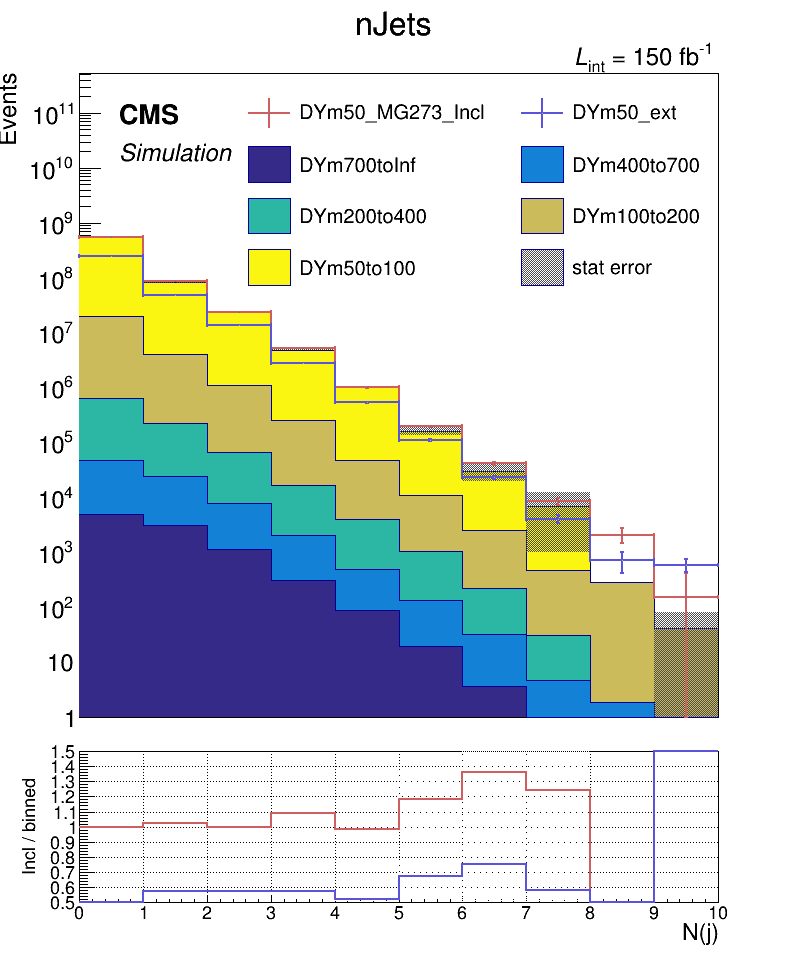 nJets
L_int = 150 fb^-1
Events
CMS
Simulation
DYm50_MG273_Incl
DYm50_ext
DYm700toInf
DYm400to700
DYm200to400
DYm100to200
DYm50to100
stat error
10^11
10^10
10^9
10^8
10^7
10^6
10^5
10^4
10^3
10^2
10
1
Incl / binned
1.5
1.4
1.3
1.2
1.1
1
0.9
0.8
0.7
0.6
0.5
0 1 2 3 4 5 6 7 8 9 10
N(j)